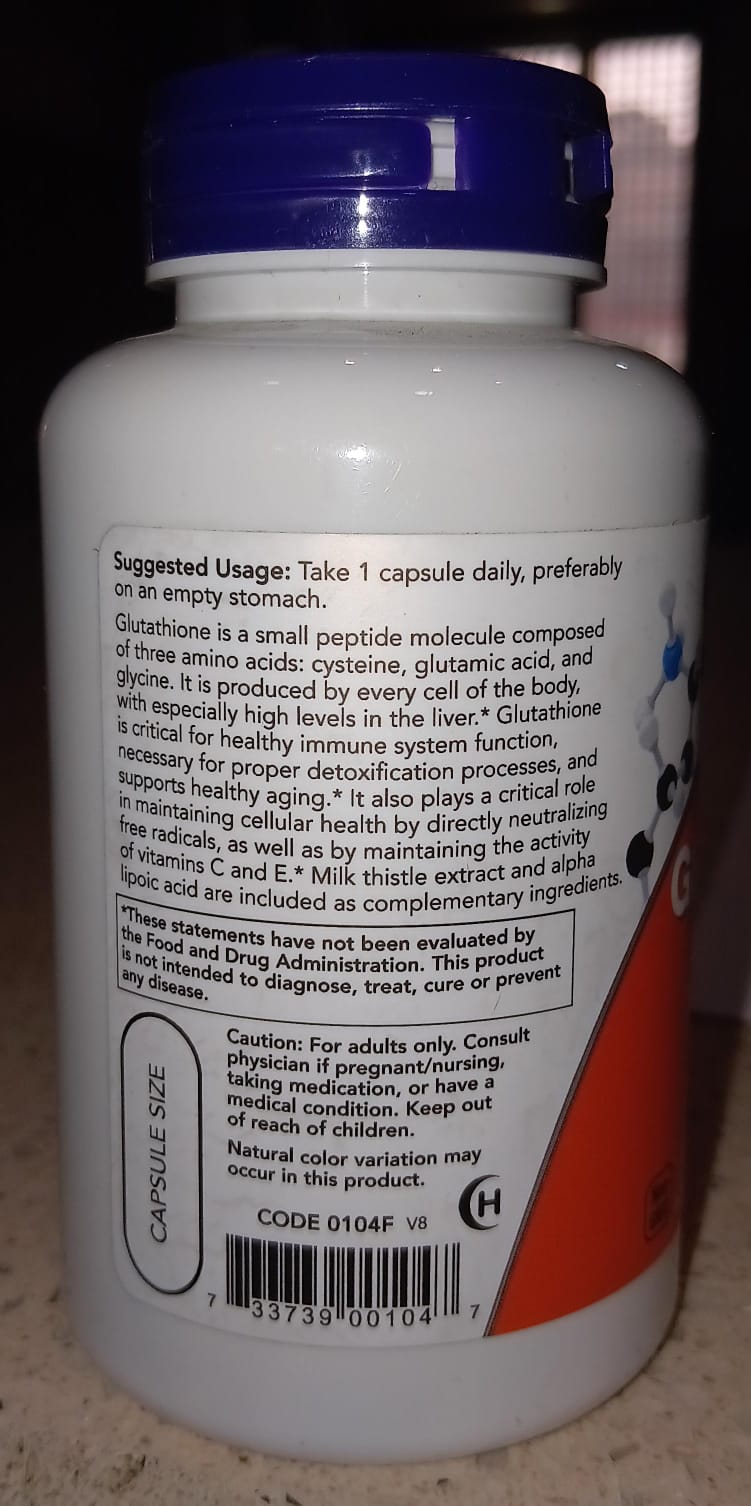 Suggested Usage: Take 1 capsule daily, preferably
on an empty stomach.
Glutathione is a small peptide molecule composed
of three amino acids: cysteine, glutamic acid, and
glycine. It is produced by every cell of the body,
with especially high levels in the liver.* Glutathione
is critical for healthy immune system function,
necessary for proper detoxification processes, and
supports healthy aging.* It also plays a critical role
in maintaining cellular health by directly neutralizing
free radicals, as well as by maintaining the activity
of vitamins C and E.* Milk thistle extract and alpha
lipoic acid are included as complementary ingredients.
*These statements have not been evaluated by
the Food and Drug Administration. This product
is not intended to diagnose, treat, cure or prevent
any disease.
CAPSULE SIZE
Caution: For adults only. Consult
physician if pregnant/nursing,
taking medication, or have a
medical condition. Keep out
of reach of children.
Natural color variation may
occur in this product.
H
CODE 0104F V8
7 33739 00104 7
G